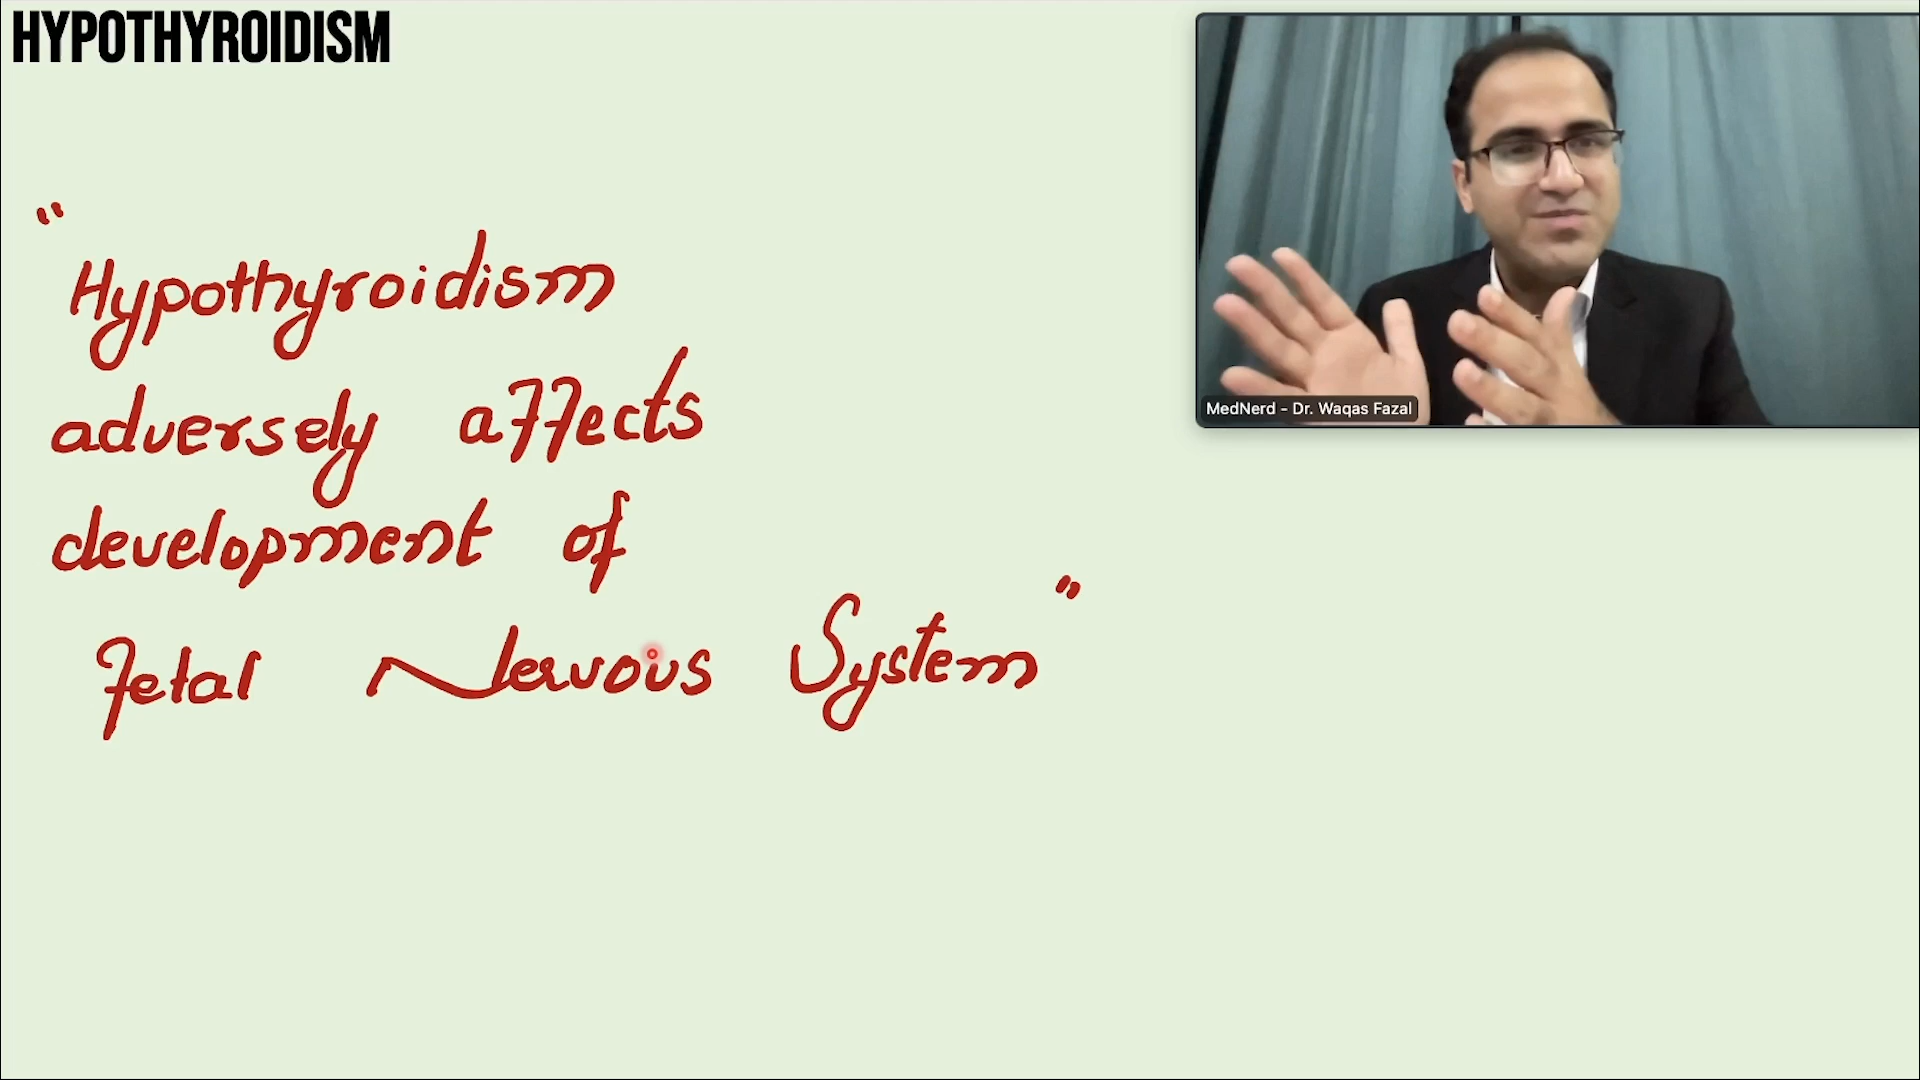 HYPOTHYROIDISM
"
Hypothyroidism
adversely affects
development of
Fetal Nervous System"
MedNerd - Dr. Waqas Fazal